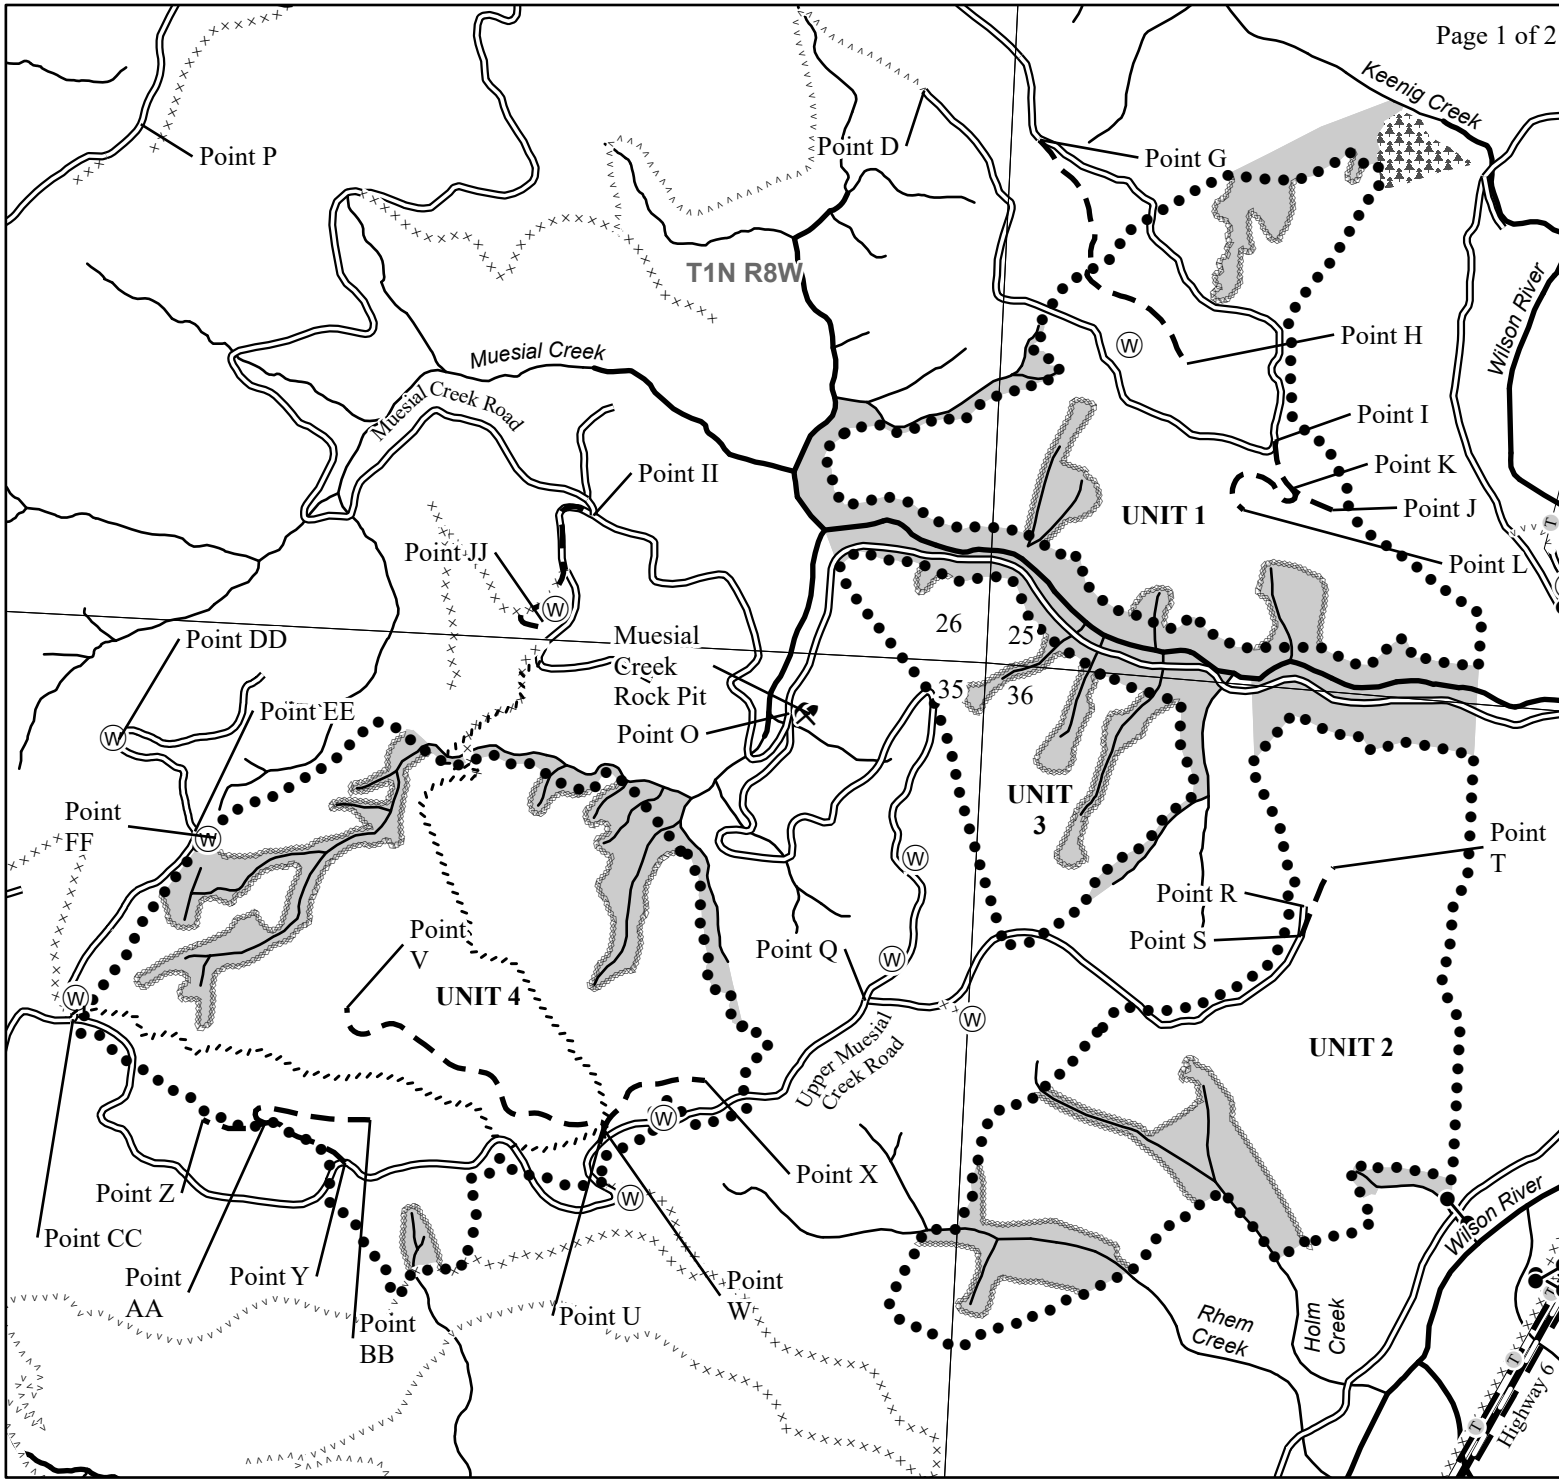 Page 1 of 2
Keenig Creek
Point P
Point D
Point G
T1N R8W
Wilson River
Point H
Muesial Creek
W
Muesial Creek Road
Point I
Point K
Point II
UNIT 1
Point J
T
Point JJ
Point L
W
Point DD
Muesial
Creek
Rock Pit
26
25
35
36
Point EE
W
Point O
UNIT
3
Point
FF
W
W
Point
T
Point R
Point
V
Point Q
Point S
W
W
UNIT 4
W
UNIT 2
Upper Muesial
Creek Road
W
Point X
Point Z
W
Wilson River
Point CC
Point
AA
Point Y
Point
BB
Point U
Point
W
Rhem
Creek
Holm
Creek
T
T
T
Highway 6